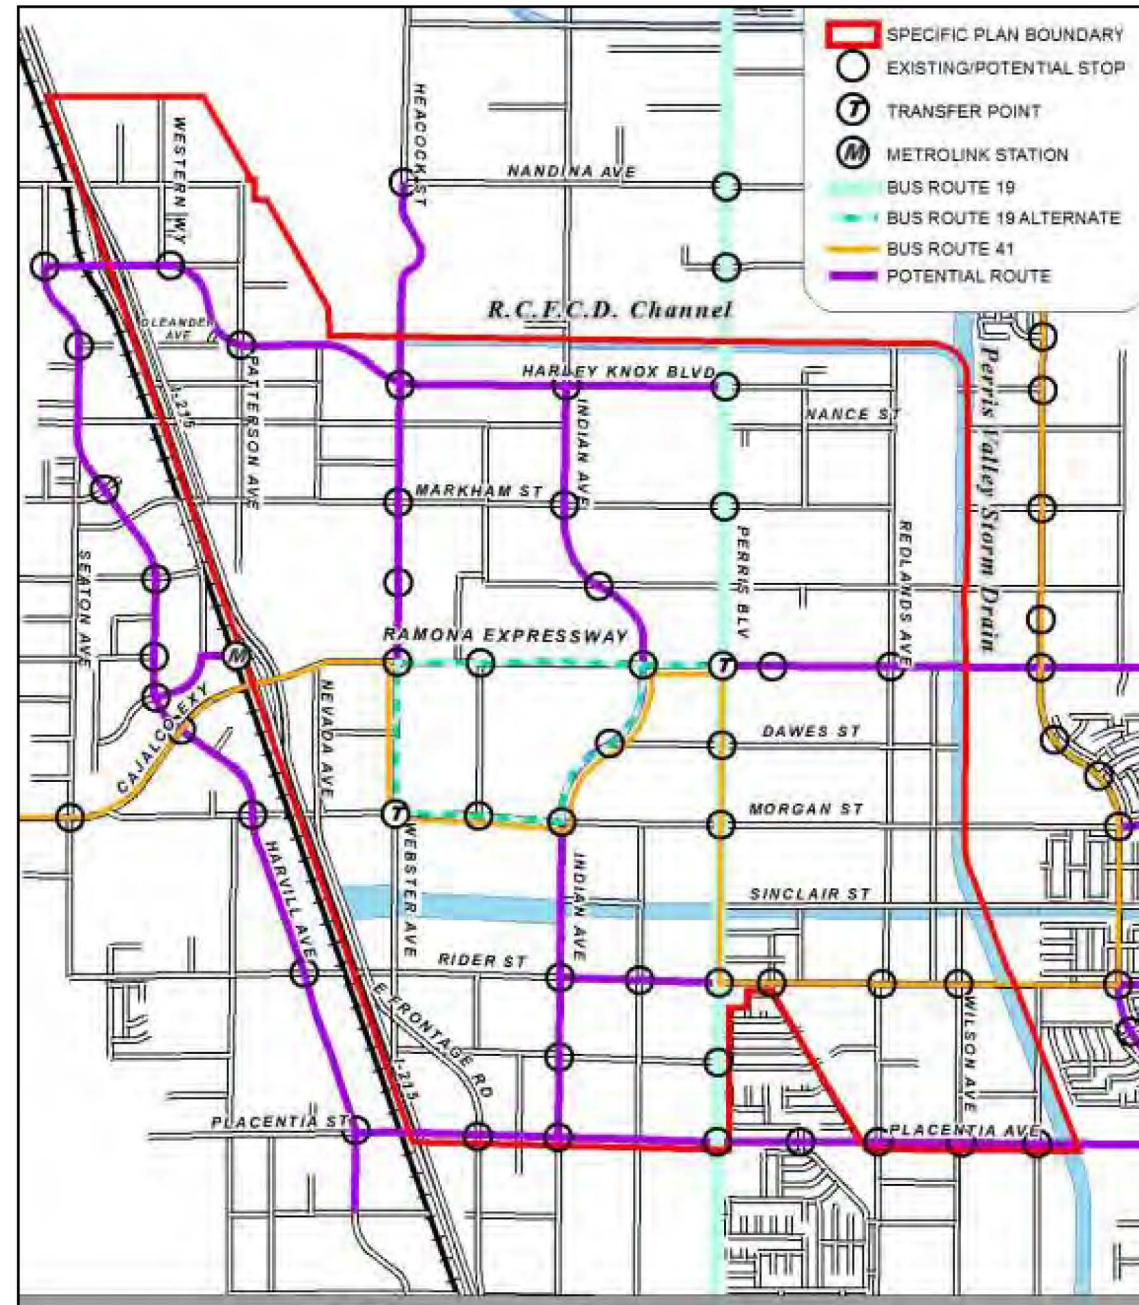 SPECIFIC PLAN BOUNDARY
EXISTING/POTENTIAL STOP
T TRANSFER POINT
M METROLINK STATION
BUS ROUTE 19
BUS ROUTE 19 ALTERNATE
BUS ROUTE 41
POTENTIAL ROUTE
HEACOCK ST
WESTERN WY
NANDINA AVE
R.C.F.C.D. Channel
OLEANDER AVE
HARLEY KNOX BLVD
I-215
PATTERSON AVE
INDIAN AVE
NANCE ST
Perris Valley Storm Drain
MARKHAM ST
PERRIS BLV
REDLANDS AVE
SEATON AVE
RAMONA EXPRESSWAY
M
T
CAJALCO EXY
NEVADA AVE
DAWES ST
T
MORGAN ST
WEBSTER AVE
HARVILL AVE
INDIAN AVE
SINCLAIR ST
RIDER ST
E FRONTAGE RD
WILSON AVE
I-215
PLACENTIA ST
PLACENTIA AVE